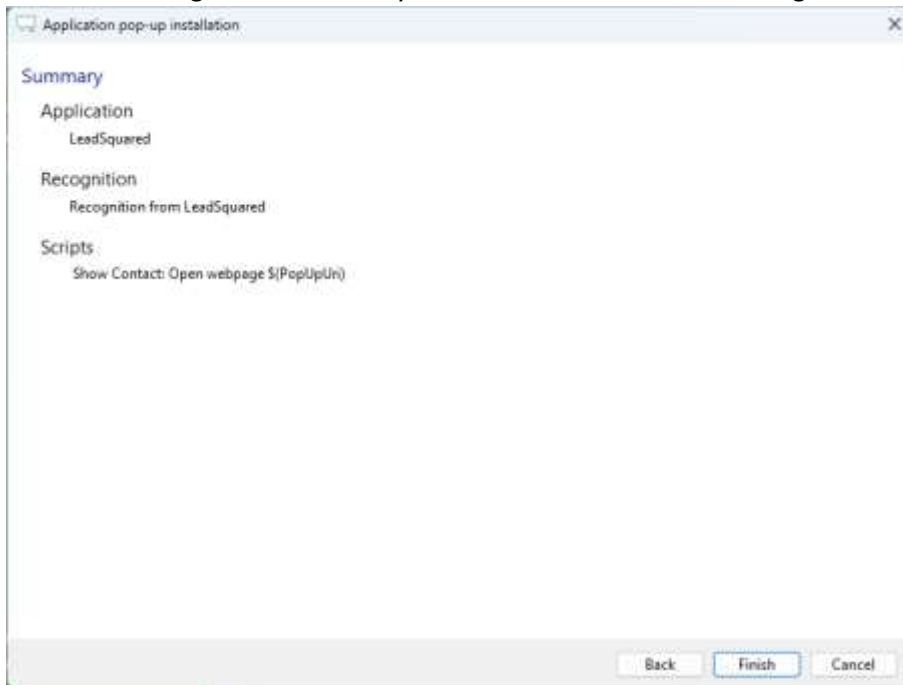 Application pop-up installation
Summary
Application
LeadSquared
Recognition
Recognition from LeadSquared
Scripts
Show Contact: Open webpage $(PopUpUri)
Back Finish Cancel